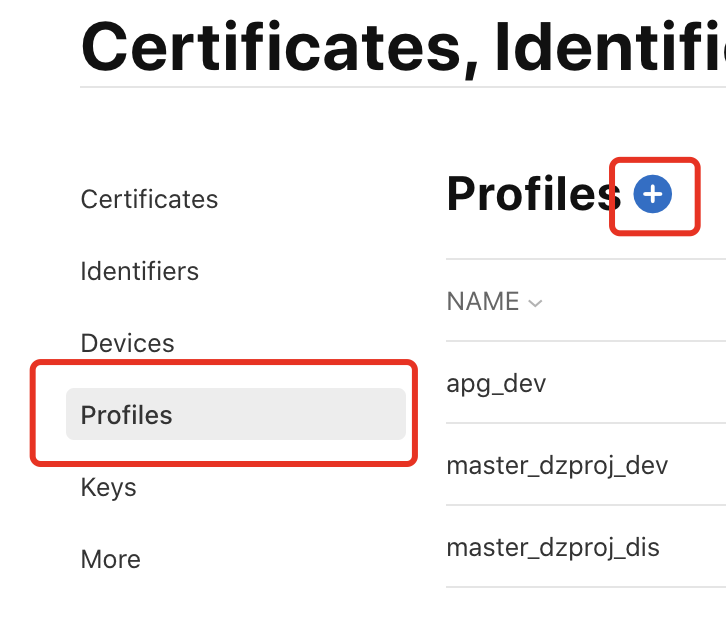 Certificates, Identifi
Certificates
Identifiers
Devices
Profiles
Keys
More
Profiles
NAME
apg_dev
master_dzproj_dev
master_dzproj_dis